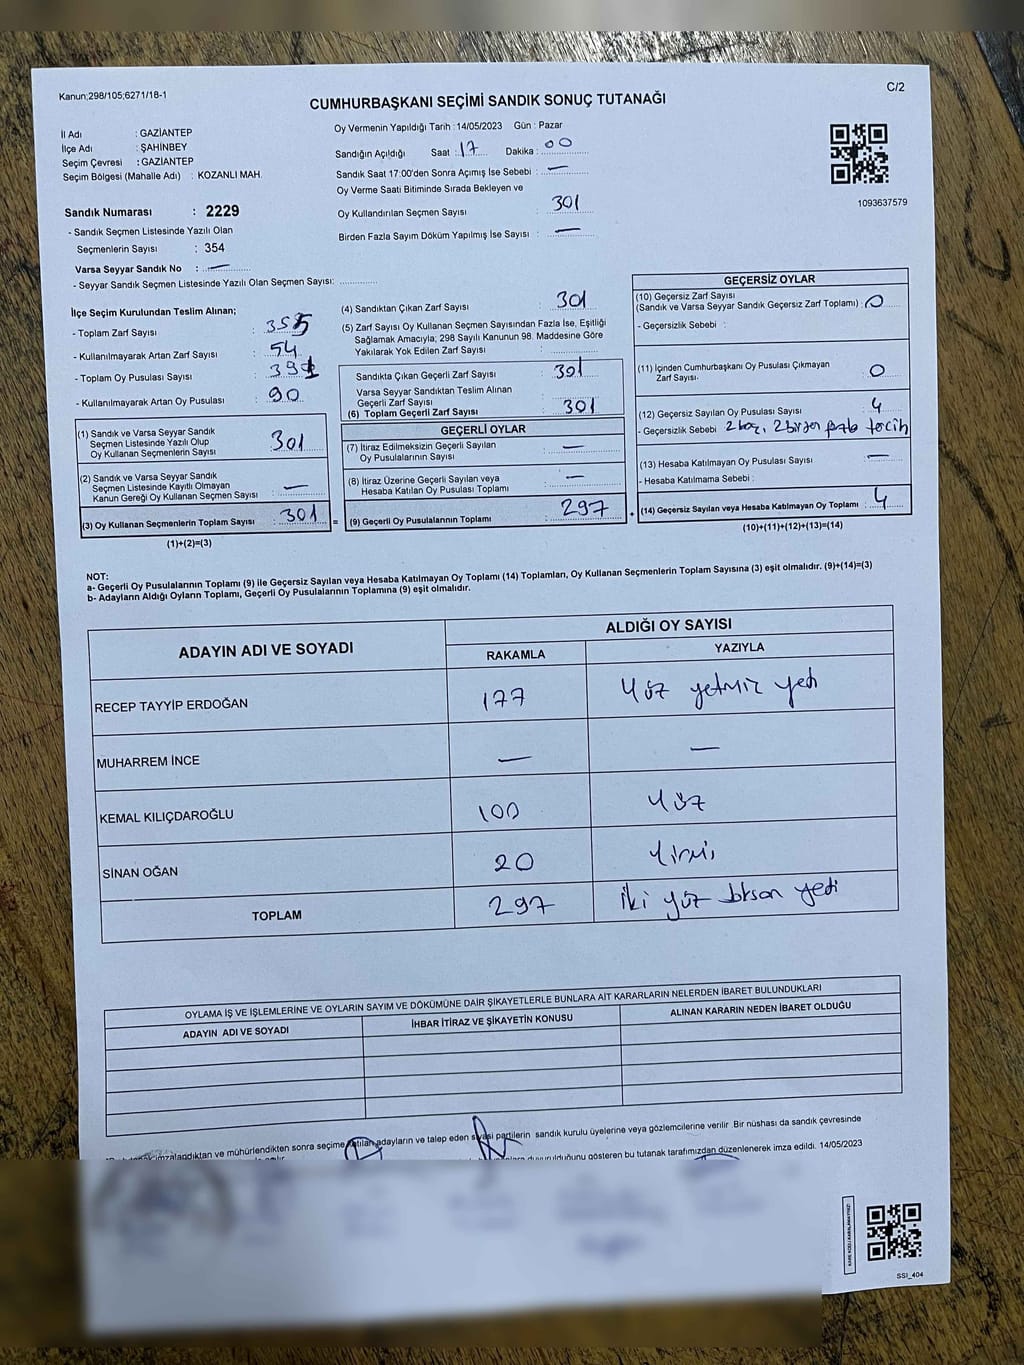 Kanun;298/105;6271/18-1
C/2
CUMHURBAŞKANI SEÇİMİ SANDIK SONUÇ TUTANAĞI
İl Adı : GAZİANTEP
İlçe Adı : ŞAHİNBEY
Seçim Çevresi : GAZİANTEP
Seçim Bölgesi (Mahalle Adı) : KOZANLI MAH.
Sandık Numarası : 2229
- Sandık Seçmen Listesinde Yazılı Olan
Seçmenlerin Sayısı : 354
Varsa Seyyar Sandık No : —
- Seyyar Sandık Seçmen Listesinde Yazılı Olan Seçmen Sayısı:
Oy Vermenin Yapıldığı Tarih :14/05/2023 Gün : Pazar
Sandığın Açıldığı Saat : 17 Dakika : 00
Sandık Saat 17:00'den Sonra Açımış İse Sebebi : —
Oy Verme Saati Bitiminde Sırada Bekleyen ve
Oy Kullandırılan Seçmen Sayısı : 301
Birden Fazla Sayım Döküm Yapılmış İse Sayısı : —
1093637579
İlçe Seçim Kurulundan Teslim Alınan;
- Toplam Zarf Sayısı : 355
- Kullanılmayarak Artan Zarf Sayısı : 54
- Toplam Oy Pusulası Sayısı : 391
- Kullanılmayarak Artan Oy Pusulası : 90
(1) Sandık ve Varsa Seyyar Sandık
Seçmen Listesinde Yazılı Olup
Oy Kullanan Seçmenlerin Sayısı 301
(2) Sandık ve Varsa Seyyar Sandık
Seçmen Listesinde Kayıtlı Olmayan
Kanun Gereği Oy Kullanan Seçmen Sayısı : —
(3) Oy Kullanan Seçmenlerin Toplam Sayısı : 301
(1)+(2)=(3)
(4) Sandıktan Çıkan Zarf Sayısı : 301
(5) Zarf Sayısı Oy Kullanan Seçmen Sayısından Fazla İse, Eşitliği
Sağlamak Amacıyla; 298 Sayılı Kanunun 98. Maddesine Göre
Yakılarak Yok Edilen Zarf Sayısı :
Sandıkta Çıkan Geçerli Zarf Sayısı : 301
Varsa Seyyar Sandıktan Teslim Alınan
Geçerli Zarf Sayısı :
(6) Toplam Geçerli Zarf Sayısı : 301
GEÇERLİ OYLAR
(7) İtiraz Edilmeksizin Geçerli Sayılan
Oy Pusulalarının Sayısı : —
(8) İtiraz Üzerine Geçerli Sayılan veya
Hesaba Katılan Oy Pusulası Toplamı : —
= (9) Geçerli Oy Pusulalarının Toplamı : 297
GEÇERSİZ OYLAR
(10) Geçersiz Zarf Sayısı
(Sandık ve Varsa Seyyar Sandık Geçersiz Zarf Toplamı) : 0
- Geçersizlik Sebebi :
(11) İçinden Cumhurbaşkanı Oy Pusulası Çıkmayan
Zarf Sayısı : 0
(12) Geçersiz Sayılan Oy Pusulası Sayısı : 4
- Geçersizlik Sebebi : 2 boş, 2 birden fazla tercih
(13) Hesaba Katılmayan Oy Pusulası Sayısı : —
- Hesaba Katılmama Sebebi :
+ (14) Geçersiz Sayılan veya Hesaba Katılmayan Oy Toplamı : 4
(10)+(11)+(12)+(13)=(14)
NOT:
a- Geçerli Oy Pusulalarının Toplamı (9) ile Geçersiz Sayılan veya Hesaba Katılmayan Oy Toplamı (14) Toplamları, Oy Kullanan Seçmenlerin Toplam Sayısına (3) eşit olmalıdır. (9)+(14)=(3)
b- Adayların Aldığı Oyların Toplamı, Geçerli Oy Pusulalarının Toplamına (9) eşit olmalıdır.
ADAYIN ADI VE SOYADI ALDIĞI OY SAYISI
RAKAMLA YAZIYLA
RECEP TAYYİP ERDOĞAN 177 Yüz yetmiz yedi
MUHARREM İNCE — —
KEMAL KILIÇDAROĞLU 100 Yüz
SİNAN OĞAN 20 Yirmi
TOPLAM 297 İki yüz doksan yedi
OYLAMA İŞ VE İŞLEMLERİNE VE OYLARIN SAYIM VE DÖKÜMÜNE DAİR ŞİKAYETLERLE BUNLARA AİT KARARLARIN NELERDEN İBARET BULUNDUKLARI
ADAYIN ADI VE SOYADI İHBAR İTİRAZ VE ŞİKAYETİN KONUSU ALINAN KARARIN NEDEN İBARET OLDUĞU
imzalandıktan ve mühürlendikten sonra seçime katılan adayların ve talep eden siyasi partilerin sandık kurulu üyelerine veya gözlemcilerine verilir .Bir nüshası da sandık çevresinde
duyurulduğunu gösteren bu tutanak tarafımızdan düzenlenerek imza edildi. 14/05/2023
SSI_404